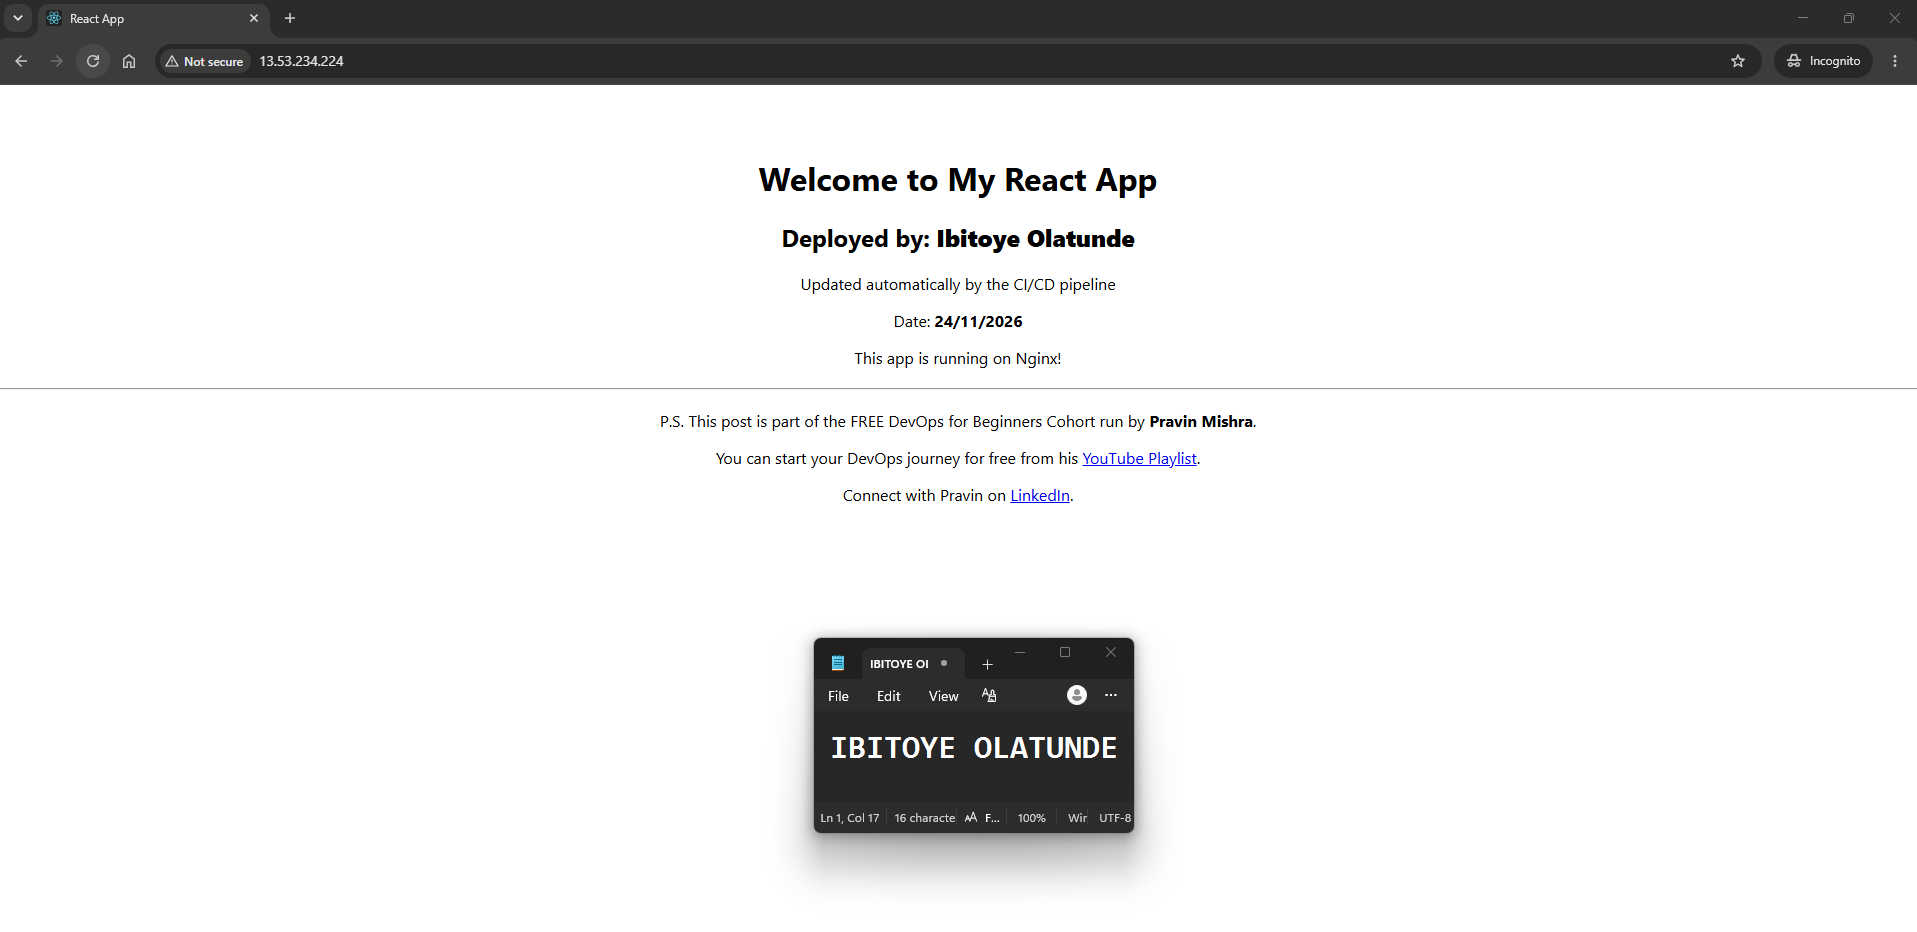 React App
Not secure
13.53.234.224
Incognito
Welcome to My React App
Deployed by: Ibitoye Olatunde
Updated automatically by the CI/CD pipeline
Date: 24/11/2026
This app is running on Nginx!
P.S. This post is part of the FREE DevOps for Beginners Cohort run by Pravin Mishra.
You can start your DevOps journey for free from his YouTube Playlist.
Connect with Pravin on LinkedIn.
IBITOYE Ol
File Edit View
IBITOYE OLATUNDE
Ln 1, Col 17 16 characte F... 100% Wir UTF-8